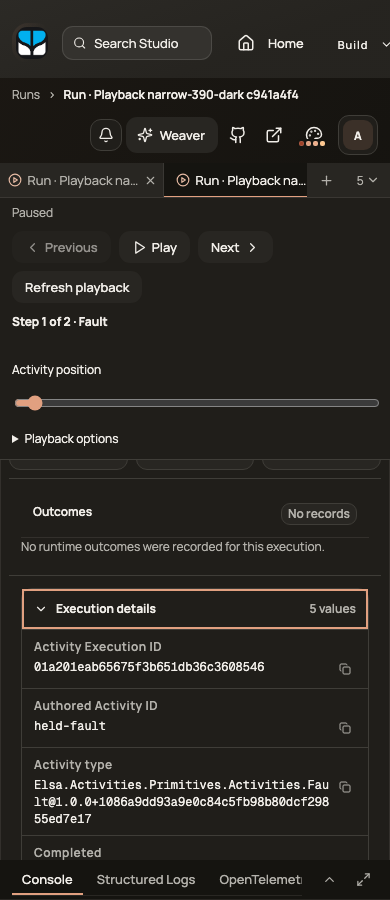 Search Studio
Home
Build
Runs › Run · Playback narrow-390-dark c941a4f4
Weaver
A
Run · Playback na...
Run · Playback na...
5
Paused
Previous
Play
Next
Refresh playback
Step 1 of 2 · Fault
Activity position
Playback options
Outcomes
No records
No runtime outcomes were recorded for this execution.
Execution details
5 values
Activity Execution ID
01a201eab65675f3b651db36c3608546
Authored Activity ID
held-fault
Activity type
Elsa.Activities.Primitives.Activities.Fau
lt@1.0.0+1086a9dd93a9e0c84c5fb98b80dcf298
55ed7e17
Completed
Console
Structured Logs
OpenTelemet